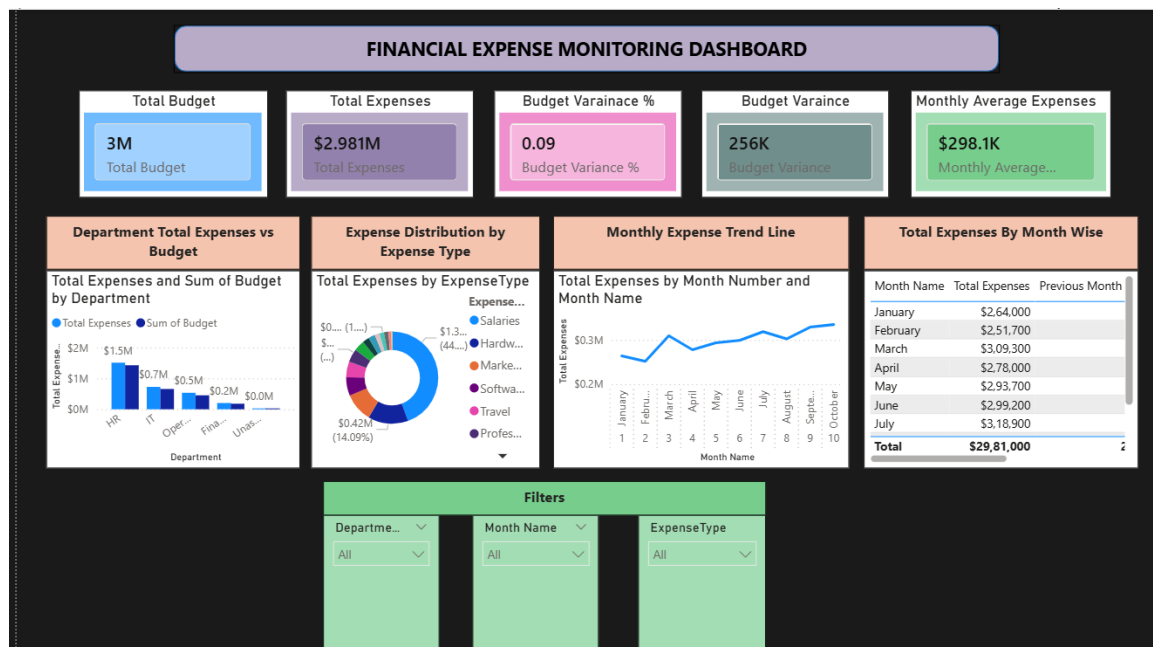 FINANCIAL EXPENSE MONITORING DASHBOARD
Total Budget
3M
Total Budget
Total Expenses
$2.981M
Total Expenses
Budget Varainace %
0.09
Budget Variance %
Budget Varaince
256K
Budget Variance
Monthly Average Expenses
$298.1K
Monthly Average...
Department Total Expenses vs
Budget
Total Expenses and Sum of Budget
by Department
Total Expenses Sum of Budget
Total Expense..
$2M
$1M
$0M
$1.5M
$0.7M
$0.5M
$0.2M
$0.0M
HR
IT
Oper...
Fina...
Unas...
Department
Expense Distribution by
Expense Type
Total Expenses by ExpenseType
Expense...
Salaries
Hardw...
Marke...
Softwa...
Travel
Profes...
$0.... (1....)
$...
(...)
$1.3...
(44....)
$0.42M
(14.09%)
Monthly Expense Trend Line
Total Expenses by Month Number and
Month Name
Total Expenses
$0.3M
$0.2M
January
Febru...
March
April
May
June
July
August
Septe...
October
1 2 3 4 5 6 7 8 9 10
Month Name
Total Expenses By Month Wise
Month Name Total Expenses Previous Month
January $2,64,000
February $2,51,700
March $3,09,300
April $2,78,000
May $2,93,700
June $2,99,200
July $3,18,900
Total $29,81,000
Filters
Departme...
All
Month Name
All
ExpenseType
All